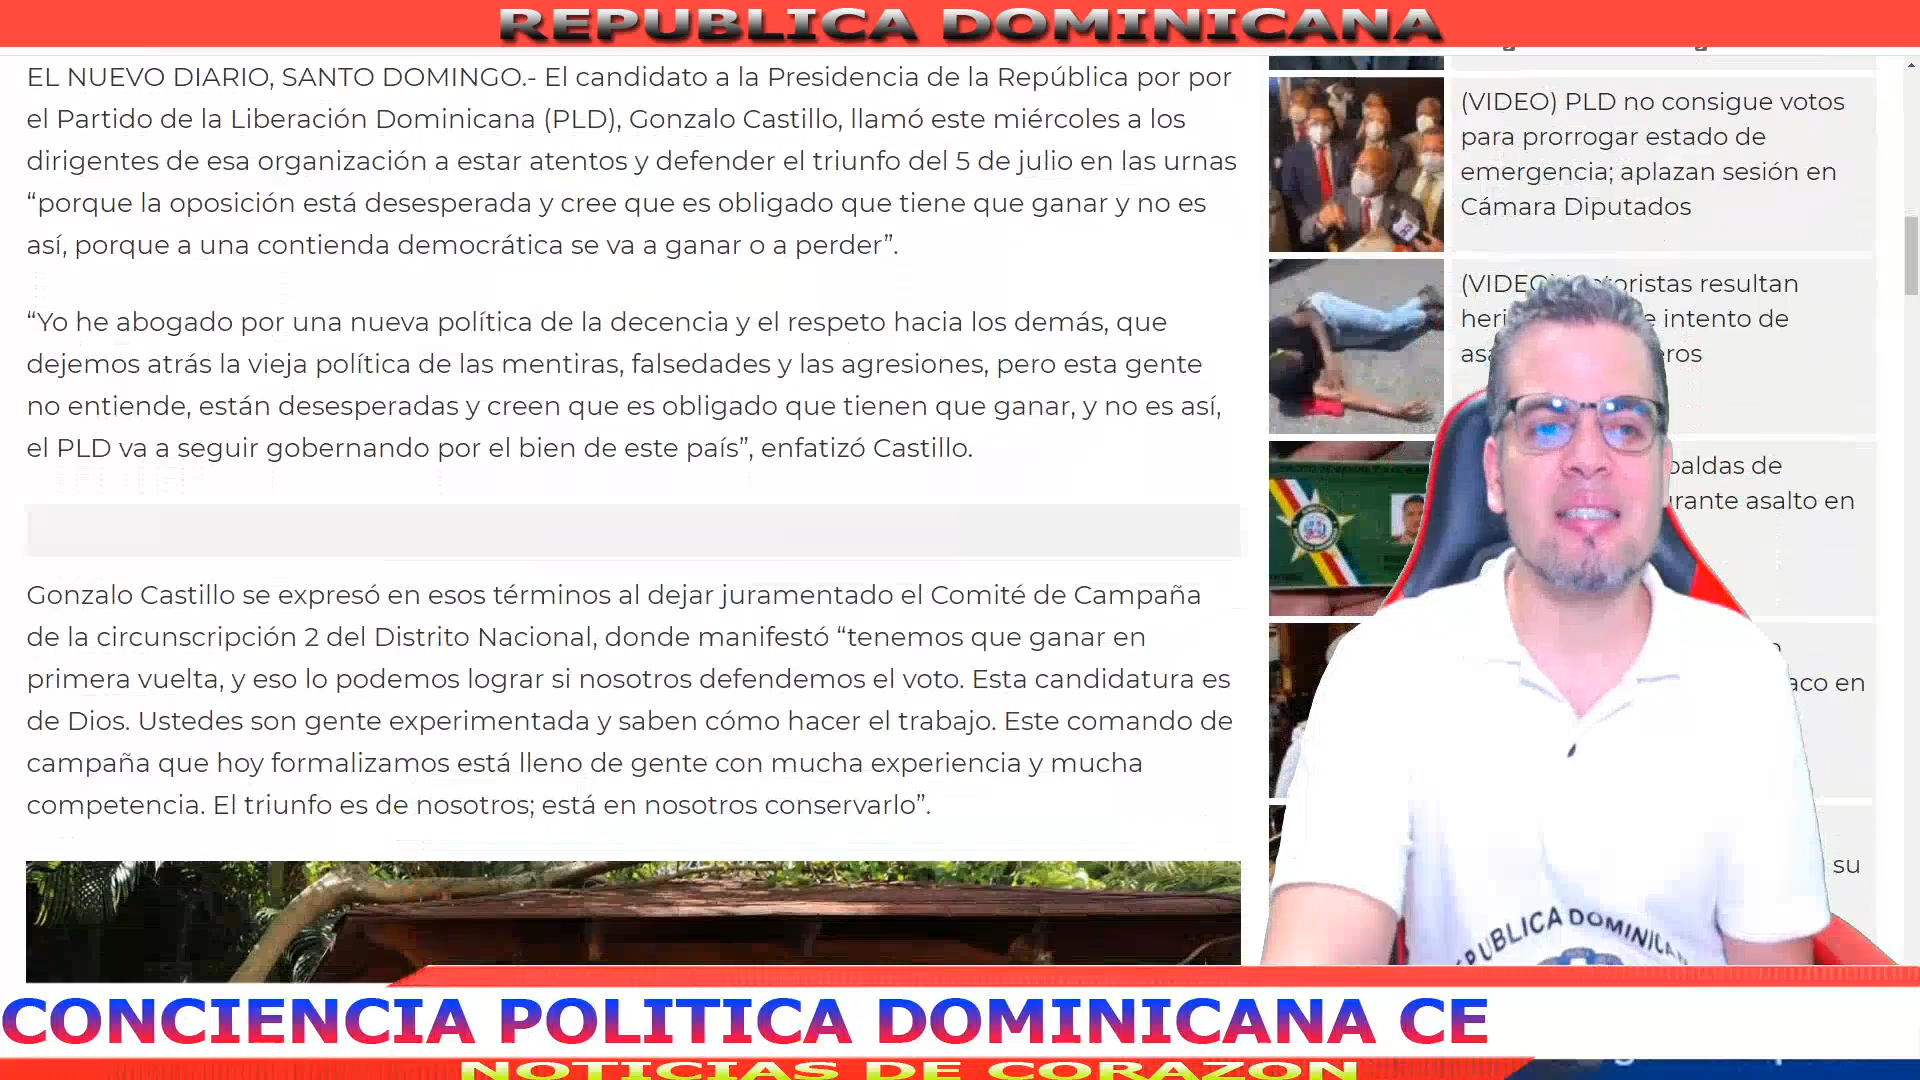 REPUBLICA DOMINICANA
EL NUEVO DIARIO, SANTO DOMINGO.- El candidato a la Presidencia de la República por por
el Partido de la Liberación Dominicana (PLD), Gonzalo Castillo, llamó este miércoles a los
dirigentes de esa organización a estar atentos y defender el triunfo del 5 de julio en las urnas
“porque la oposición está desesperada y cree que es obligado que tiene que ganar y no es
así, porque a una contienda democrática se va a ganar o a perder”.
“Yo he abogado por una nueva política de la decencia y el respeto hacia los demás, que
dejemos atrás la vieja política de las mentiras, falsedades y las agresiones, pero esta gente
no entiende, están desesperadas y creen que es obligado que tienen que ganar, y no es así,
el PLD va a seguir gobernando por el bien de este país”, enfatizó Castillo.
Gonzalo Castillo se expresó en esos términos al dejar juramentado el Comité de Campaña
de la circunscripción 2 del Distrito Nacional, donde manifestó “tenemos que ganar en
primera vuelta, y eso lo podemos lograr si nosotros defendemos el voto. Esta candidatura es
de Dios. Ustedes son gente experimentada y saben cómo hacer el trabajo. Este comando de
campaña que hoy formalizamos está lleno de gente con mucha experiencia y mucha
competencia. El triunfo es de nosotros; está en nosotros conservarlo”.
(VIDEO) PLD no consigue votos
para prorrogar estado de
emergencia; aplazan sesión en
Cámara Diputados
resultan
intento de
de
asalto en
en
su
REPUBLICA DOMINICANA
CONCIENCIA POLITICA DOMINICANA CE
NOTICIAS DE CORAZON